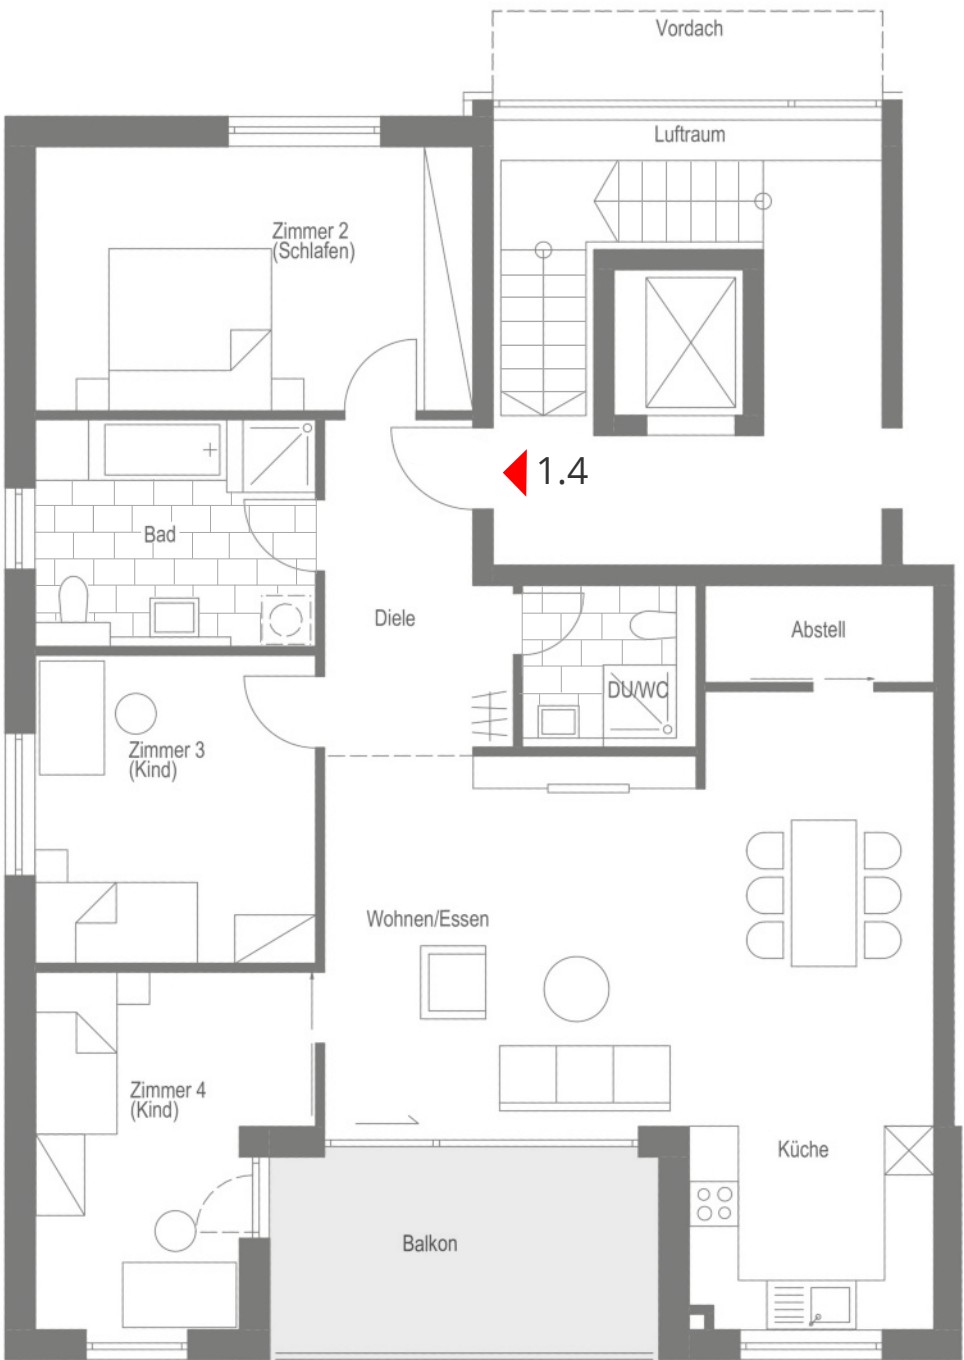 Vordach
Luftraum
Zimmer 2
(Schlafen)
1.4
Bad
Diele
Abstell
DU/WC
Zimmer 3
(Kind)
Wohnen/Essen
Zimmer 4
(Kind)
Küche
Balkon